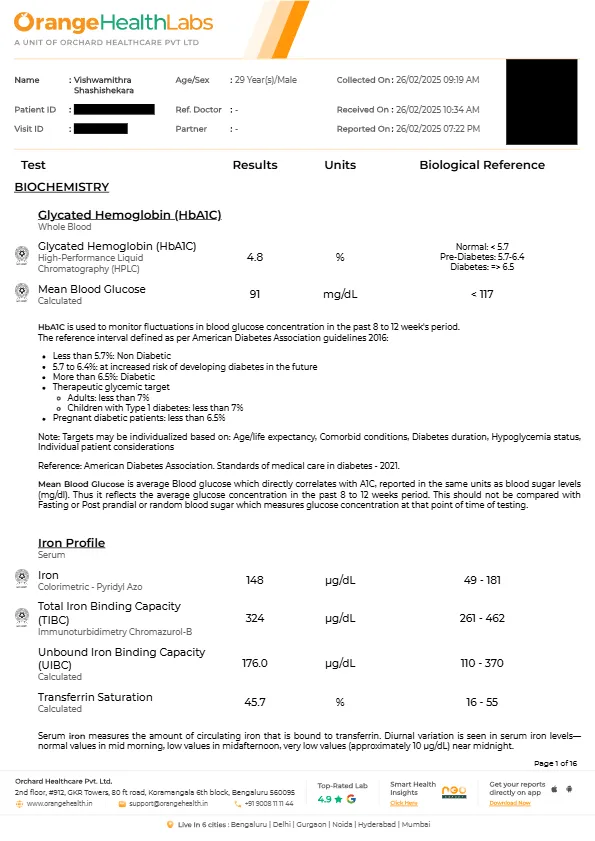 OrangeHealthLabs
A UNIT OF ORCHARD HEALTHCARE PVT LTD
Name : Vishwamithra Shashishekara Age/Sex : 29 Year(s)/Male Collected On : 26/02/2025 09:19 AM
Patient ID : Ref. Doctor : - Received On : 26/02/2025 10:34 AM
Visit ID : Partner : - Reported On : 26/02/2025 07:22 PM
Test Results Units Biological Reference
BIOCHEMISTRY
Glycated Hemoglobin (HbA1C)
Whole Blood
Glycated Hemoglobin (HbA1C)
High-Performance Liquid
Chromatography (HPLC)
4.8 %
Normal: < 5.7
Pre-Diabetes: 5.7-6.4
Diabetes: => 6.5
Mean Blood Glucose 91 mg/dL < 117
Calculated
HbA1C is used to monitor fluctuations in blood glucose concentration in the past 8 to 12 week's period.
The reference interval defined as per American Diabetes Association guidelines 2016:
• Less than 5.7%: Non Diabetic
• 5.7 to 6.4%: at increased risk of developing diabetes in the future
• More than 6.5%: Diabetic
• Therapeutic glycemic target
o Adults: less than 7%
o Children with Type 1 diabetes: less than 7%
• Pregnant diabetic patients: less than 6.5%
Note: Targets may be individualized based on: Age/life expectancy, Comorbid conditions, Diabetes duration, Hypoglycemia status,
Individual patient considerations
Reference: American Diabetes Association. Standards of medical care in diabetes - 2021.
Mean Blood Glucose is average Blood glucose which directly correlates with A1C, reported in the same units as blood sugar levels
(mg/dl). Thus it reflects the average glucose concentration in the past 8 to 12 weeks period. This should not be compared with
Fasting or Post prandial or random blood sugar which measures glucose concentration at that point of time of testing.
Iron Profile
Serum
Iron 148 µg/dL 49 - 181
Colorimetric - Pyridyl Azo
Total Iron Binding Capacity
(TIBC) 324 µg/dL 261 - 462
Immunoturbidimetry Chromazurol-B
Unbound Iron Binding Capacity
(UIBC) 176.0 µg/dL 110 - 370
Calculated
Transferrin Saturation 45.7 % 16 - 55
Calculated
Serum iron measures the amount of circulating iron that is bound to transferrin. Diurnal variation is seen in serum iron levels—
normal values in mid morning, low values in midafternoon, very low values (approximately 10 µg/dL) near midnight.
Page 1 of 16
Orchard Healthcare Pvt. Ltd.
2nd floor, #912, GKR Towers, 80 ft road, Koramangala 6th block, Bengaluru 560095
www.orangehealth.in support@orangehealth.in +91 9008 11 11 44
Top-Rated Lab
4.9
Smart Health
Insights
Click Here
Get your reports
directly on app
Download Now
Live In 6 cities : Bengaluru | Delhi | Gurgaon | Noida | Hyderabad | Mumbai